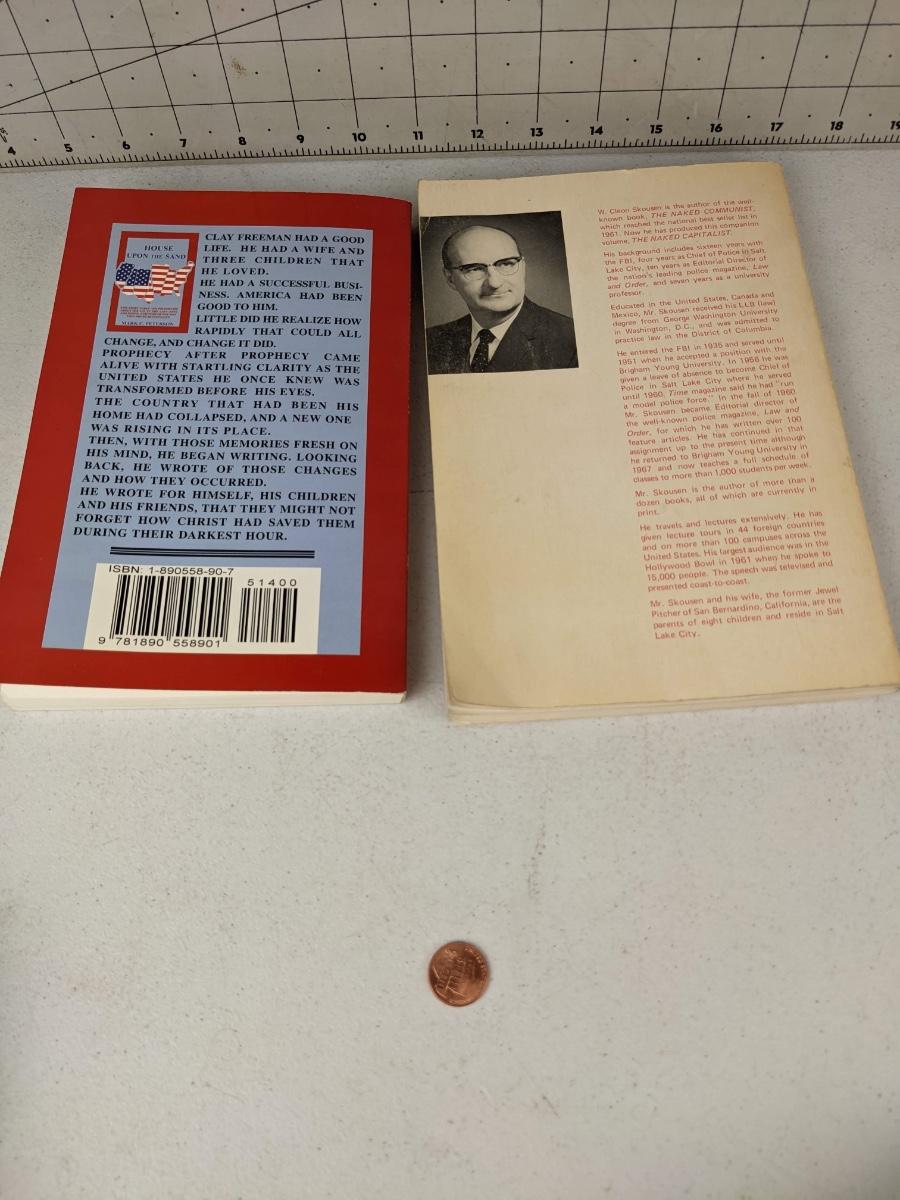 4 5 6 7 8 9 10 11 12 13 14 15 16 17 18 19
HOUSE
UPON THE SAND
MARK E. PETERSON
CLAY FREEMAN HAD A GOOD
LIFE. HE HAD A WIFE AND
THREE CHILDREN THAT
HE LOVED.
HE HAD A SUCCESSFUL BUSI-
NESS. AMERICA HAD BEEN
GOOD TO HIM.
LITTLE DID HE REALIZE HOW
RAPIDLY THAT COULD ALL
CHANGE, AND CHANGE IT DID.
PROPHECY AFTER PROPHECY CAME
ALIVE WITH STARTLING CLARITY AS THE
UNITED STATES HE ONCE KNEW WAS
TRANSFORMED BEFORE HIS EYES.
THE COUNTRY THAT HAD BEEN HIS
HOME HAD COLLAPSED, AND A NEW ONE
WAS RISING IN ITS PLACE.
THEN, WITH THOSE MEMORIES FRESH ON
HIS MIND, HE BEGAN WRITING. LOOKING
BACK, HE WROTE OF THOSE CHANGES
AND HOW THEY OCCURRED.
HE WROTE FOR HIMSELF, HIS CHILDREN
AND HIS FRIENDS, THAT THEY MIGHT NOT
FORGET HOW CHRIST HAD SAVED THEM
DURING THEIR DARKEST HOUR.
ISBN: 1-890558-90-7
51400
9 781890 558901
W. Cleon Skousen is the author of the well-
known book, THE NAKED COMMUNIST,
which reached the national best seller list in
1961. Now he has produced this companion
volume, THE NAKED CAPITALIST.
His background includes sixteen years with
the FBI, four years as Chief of Police in Salt
Lake City, ten years as Editorial Director of
the nation's leading police magazine, Law
and Order, and seven years as a university
professor.
Educated in the United States, Canada and
Mexico, Mr. Skousen received his LLB (law)
degree from George Washington University
in Washington, D.C., and was admitted to
practice law in the District of Columbia.
He entered the FBI in 1935 and served until
1951 when he accepted a position with the
Brigham Young University. In 1956 he was
given a leave of absence to become Chief of
Police in Salt Lake City where he served
until 1960. Time magazine said he had "run
a model police force." In the fall of 1960
Mr. Skousen became Editorial director of
the well-known police magazine, Law and
Order, for which he has written over 100
feature articles. He has continued in that
assignment up to the present time although
he returned to Brigham Young University in
1967 and now teaches a full schedule of
classes to more than 1,000 students per week.
Mr. Skousen is the author of more than a
dozen books, all of which are currently in
print.
He travels and lectures extensively. He has
given lecture tours in 44 foreign countries
and on more than 100 campuses across the
United States. His largest audience was in the
Hollywood Bowl in 1961 when he spoke to
15,000 people. The speech was televised and
presented coast-to-coast.
Mr. Skousen and his wife, the former Jewel
Pitcher of San Bernardino, California, are the
parents of eight children and reside in Salt
Lake City.